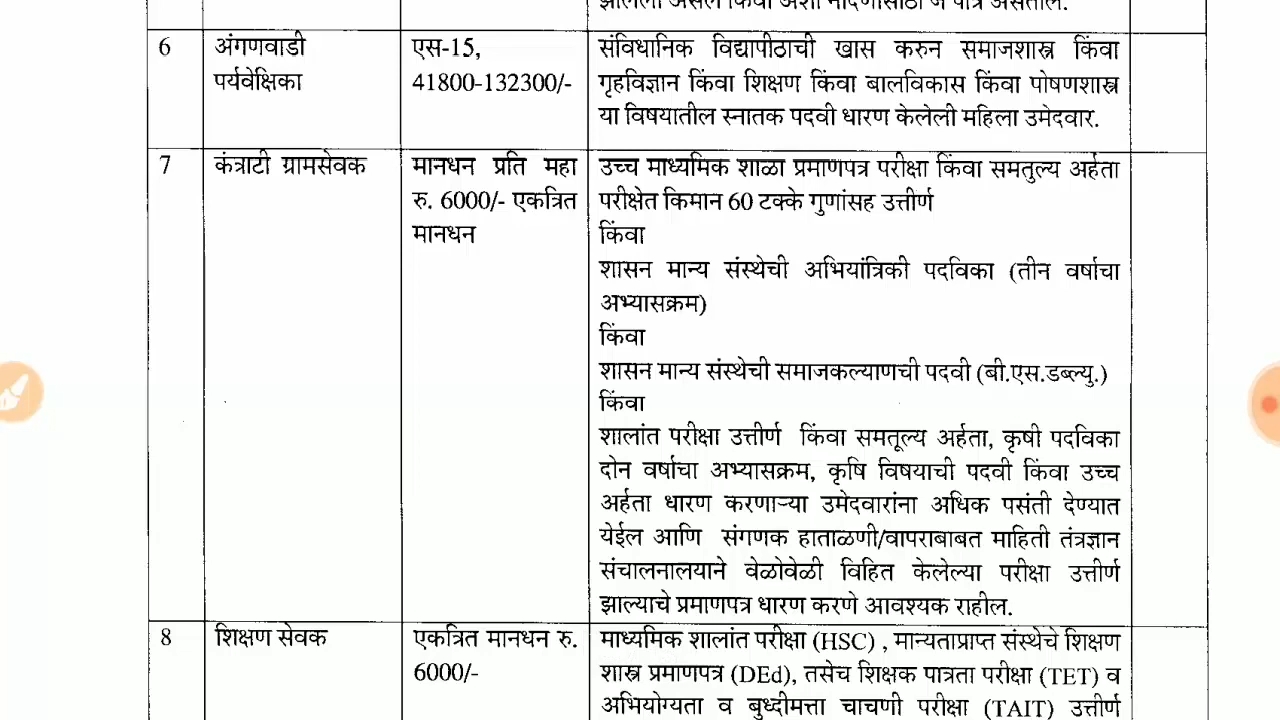 झालेली असेल किंवा अशी नोंदणीसाठी जे पात्र असतील.
6 अंगणवाडी एस-15, संविधानिक विद्यापीठाची खास करुन समाजशास्त्र किंवा
पर्यवेक्षिका 41800-132300/- गृहविज्ञान किंवा शिक्षण किंवा बालविकास किंवा पोषणशास्त्र
या विषयातील स्नातक पदवी धारण केलेली महिला उमेदवार.
7 कंत्राटी ग्रामसेवक मानधन प्रति महा उच्च माध्यमिक शाळा प्रमाणपत्र परीक्षा किंवा समतुल्य अर्हता
रु. 6000/- एकत्रित परीक्षेत किमान 60 टक्के गुणांसह उत्तीर्ण
मानधन किंवा
शासन मान्य संस्थेची अभियांत्रिकी पदविका (तीन वर्षाचा
अभ्यासक्रम)
किंवा
शासन मान्य संस्थेची समाजकल्याणची पदवी (बी.एस.डब्ल्यु.)
किंवा
शालांत परीक्षा उत्तीर्ण किंवा समतूल्य अर्हता, कृषी पदविका
दोन वर्षाचा अभ्यासक्रम, कृषि विषयाची पदवी किंवा उच्च
अर्हता धारण करणाऱ्या उमेदवारांना अधिक पसंती देण्यात
येईल आणि संगणक हाताळणी/वापराबाबत माहिती तंत्रज्ञान
संचालनालयाने वेळोवेळी विहित केलेल्या परीक्षा उत्तीर्ण
झाल्याचे प्रमाणपत्र धारण करणे आवश्यक राहील.
8 शिक्षण सेवक एकत्रित मानधन रु. माध्यमिक शालांत परीक्षा (HSC) , मान्यताप्राप्त संस्थेचे शिक्षण
6000/- शास्त्र प्रमाणपत्र (DEd), तसेच शिक्षक पात्रता परीक्षा (TET) व
अभियोग्यता व बुध्दीमत्ता चाचणी परीक्षा (TAIT) उत्तीर्ण